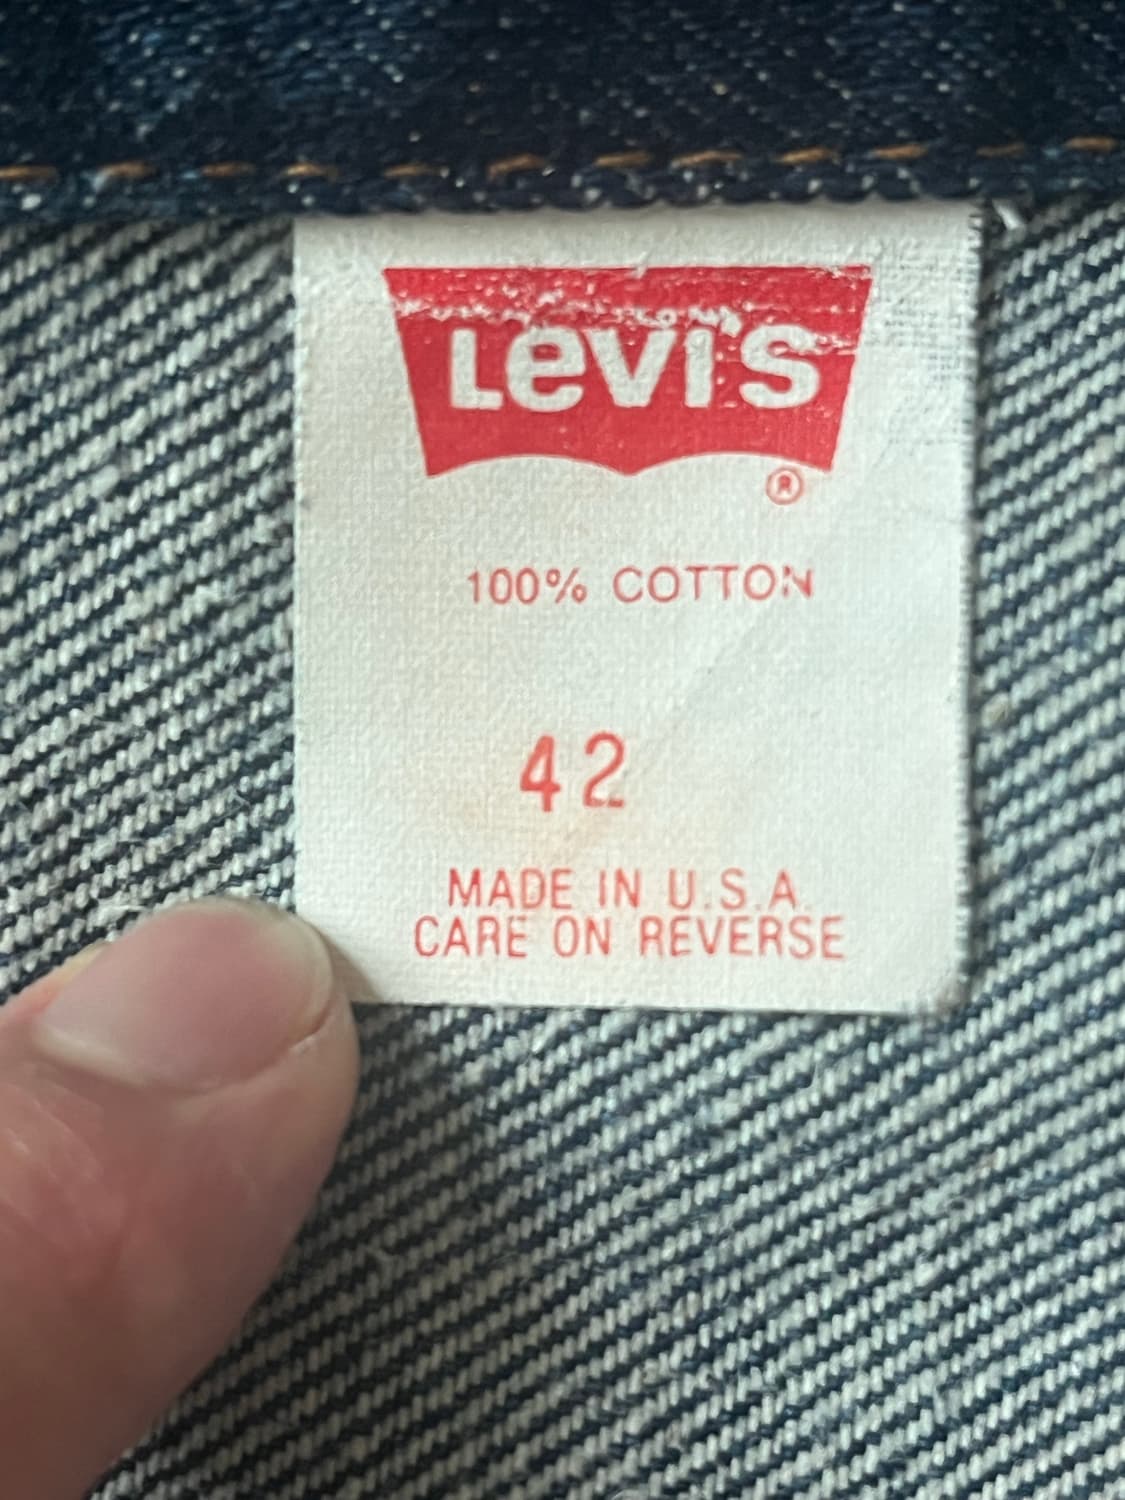 Levi's
®
100% COTTON
42
MADE IN U.S.A.
CARE ON REVERSE